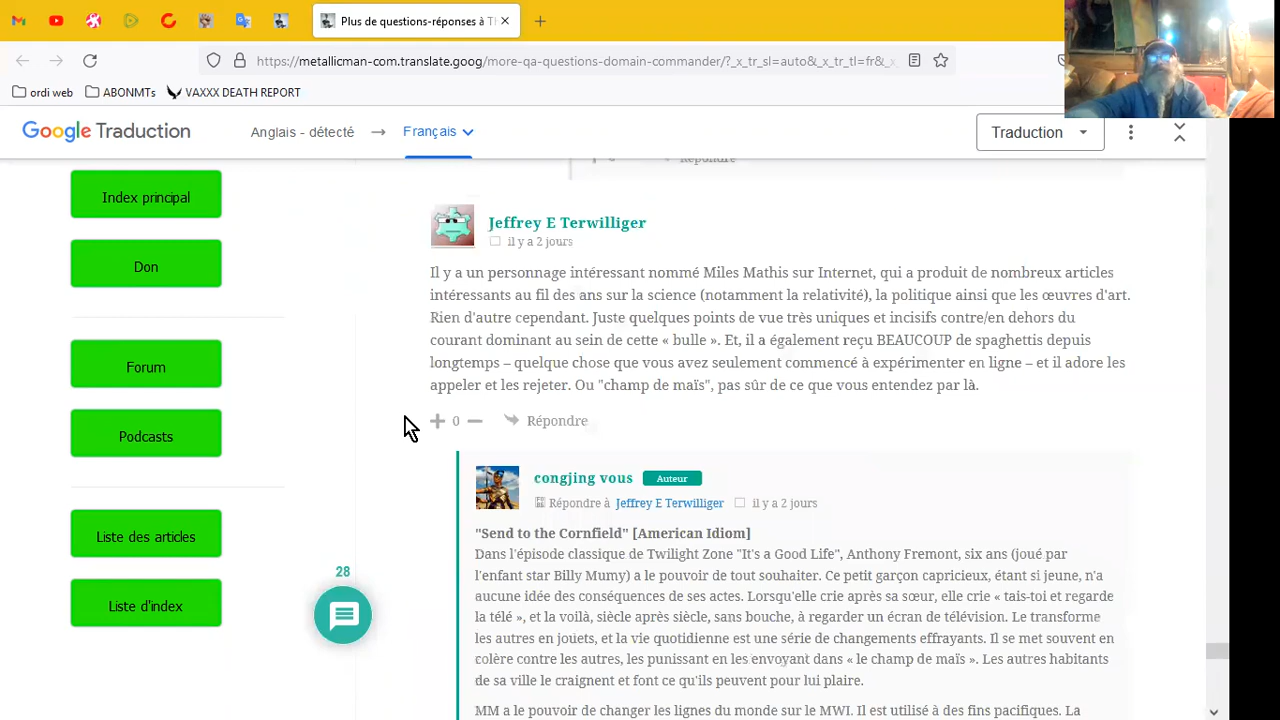 Plus de questions-réponses à Tl
https://metallicman-com.translate.goog/more-qa-questions-domain-commander/?_x_tr_sl=auto&_x_tr_tl=fr&_x_
ordi web
ABONMTs
VAXXX DEATH REPORT
Google Traduction
Anglais - détecté
Français
Traduction
Répondre
Index principal
Don
Forum
Podcasts
Liste des articles
Liste d'index
28
Jeffrey E Terwilliger
il y a 2 jours
Il y a un personnage intéressant nommé Miles Mathis sur Internet, qui a produit de nombreux articles
intéressants au fil des ans sur la science (notamment la relativité), la politique ainsi que les œuvres d'art.
Rien d'autre cependant. Juste quelques points de vue très uniques et incisifs contre/en dehors du
courant dominant au sein de cette « bulle ». Et, il a également reçu BEAUCOUP de spaghettis depuis
longtemps – quelque chose que vous avez seulement commencé à expérimenter en ligne – et il adore les
appeler et les rejeter. Ou "champ de maïs", pas sûr de ce que vous entendez par là.
0
Répondre
congjing vous
Auteur
Répondre à Jeffrey E Terwilliger
il y a 2 jours
"Send to the Cornfield" [American Idiom]
Dans l'épisode classique de Twilight Zone "It's a Good Life", Anthony Fremont, six ans (joué par
l'enfant star Billy Mumy) a le pouvoir de tout souhaiter. Ce petit garçon capricieux, étant si jeune, n'a
aucune idée des conséquences de ses actes. Lorsqu'elle crie après sa sœur, elle crie « tais-toi et regarde
la télé », et la voilà, siècle après siècle, sans bouche, à regarder un écran de télévision. Le transforme
les autres en jouets, et la vie quotidienne est une série de changements effrayants. Il se met souvent en
colère contre les autres, les punissant en les envoyant dans « le champ de maïs ». Les autres habitants
de sa ville le craignent et font ce qu'ils peuvent pour lui plaire.
MM a le pouvoir de changer les lignes du monde sur le MWI. Il est utilisé à des fins pacifiques. La